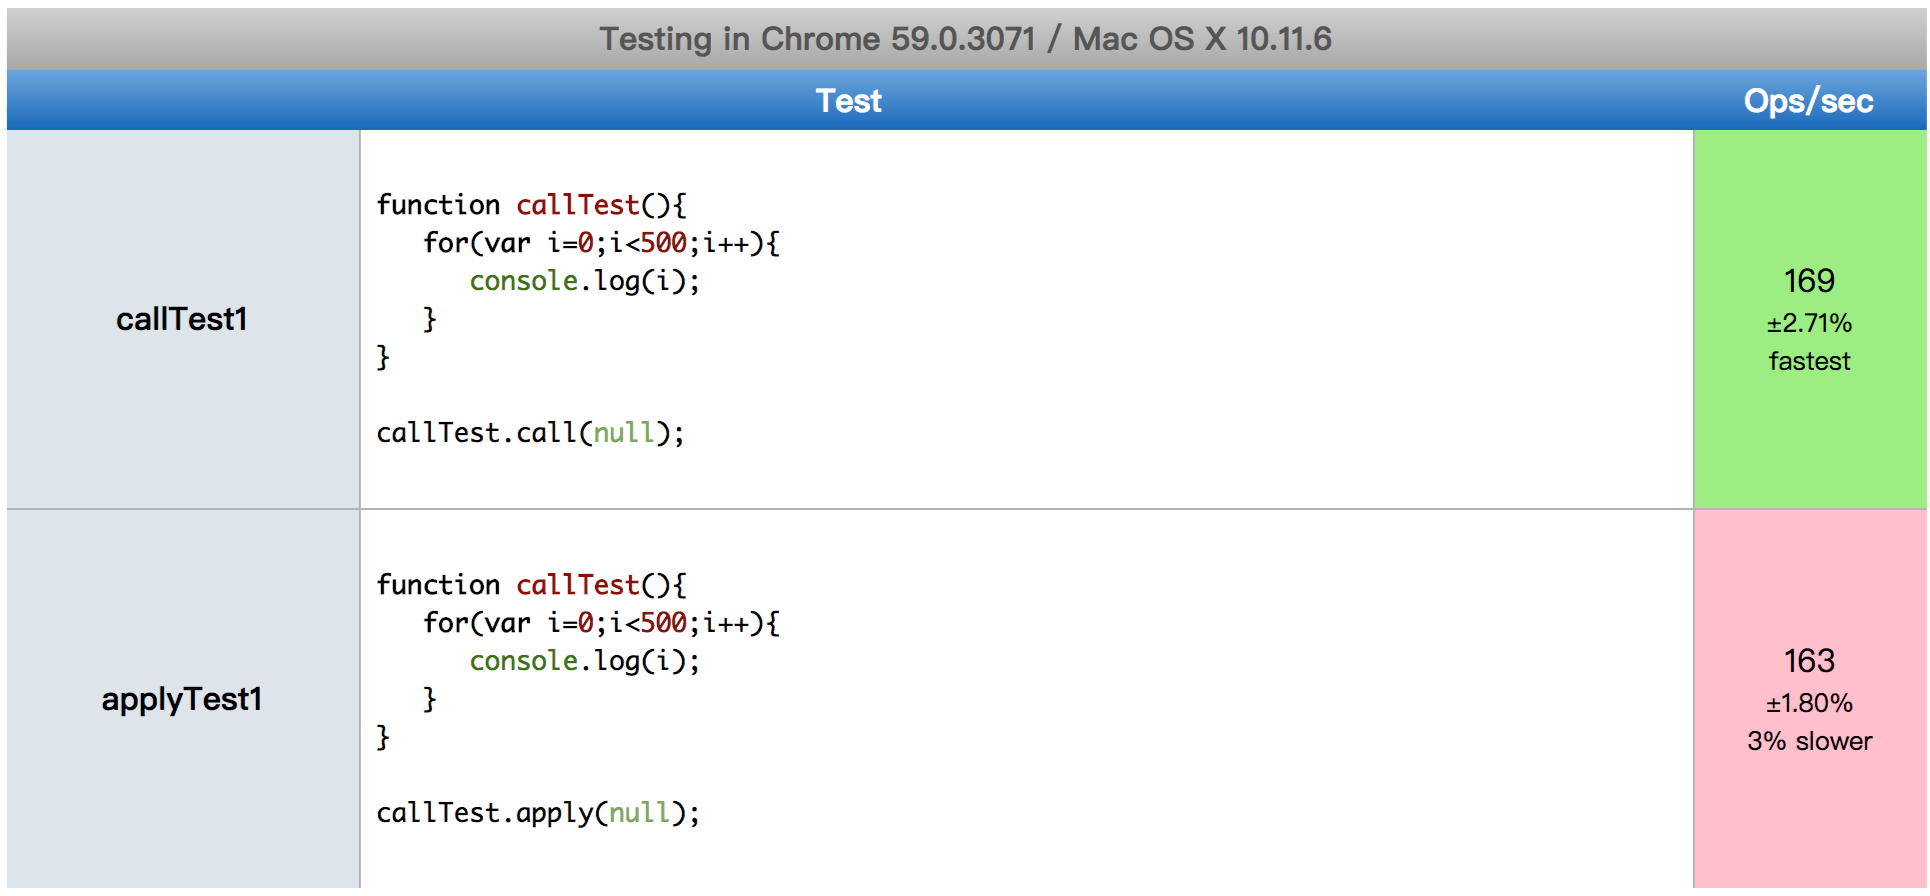 Testing in Chrome 59.0.3071 / Mac OS X 10.11.6
Test Ops/sec
callTest1
function callTest(){
   for(var i=0;i<500;i++){
      console.log(i);
   }
}
callTest.call(null);
169
±2.71%
fastest
applyTest1
function callTest(){
   for(var i=0;i<500;i++){
      console.log(i);
   }
}
callTest.apply(null);
163
±1.80%
3% slower